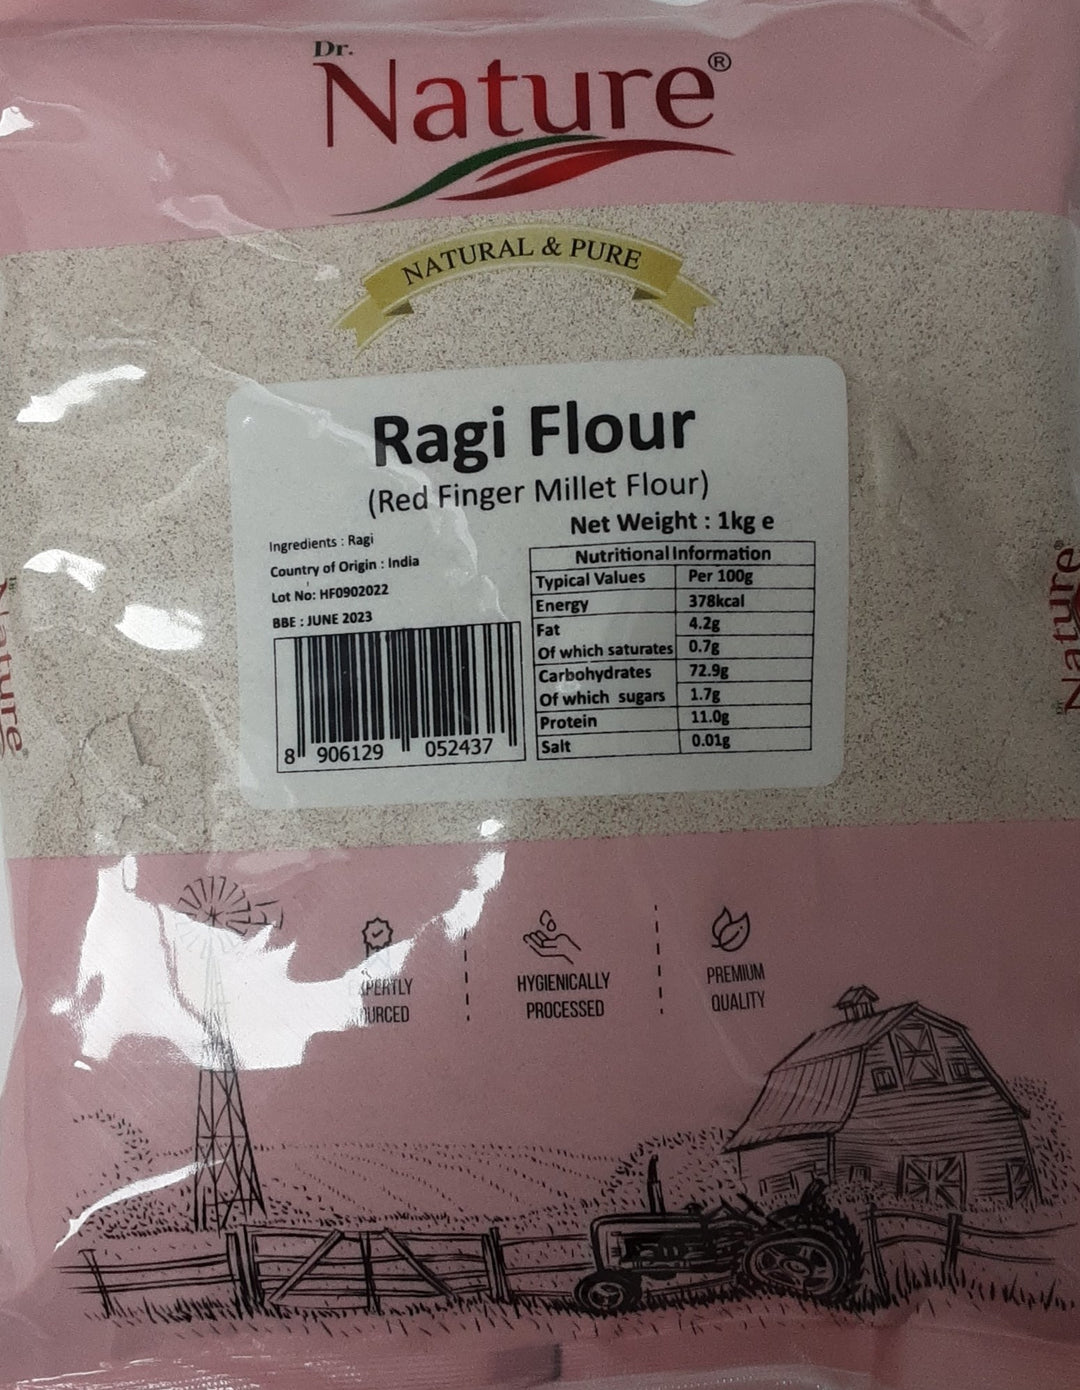 Dr.
Nature®
NATURAL & PURE
Ragi Flour
(Red Finger Millet Flour)
Net Weight : 1kg e
Ingredients : Ragi
Country of Origin : India
Lot No: HF0902022
BBE : JUNE 2023
8 906129 052437
Nutritional Information
Typical Values Per 100g
Energy 378kcal
Fat 4.2g
Of which saturates 0.7g
Carbohydrates 72.9g
Of which sugars 1.7g
Protein 11.0g
Salt 0.01g
HYGIENICALLY
PROCESSED
PREMIUM
QUALITY
Nature®
Dr.
Nature®